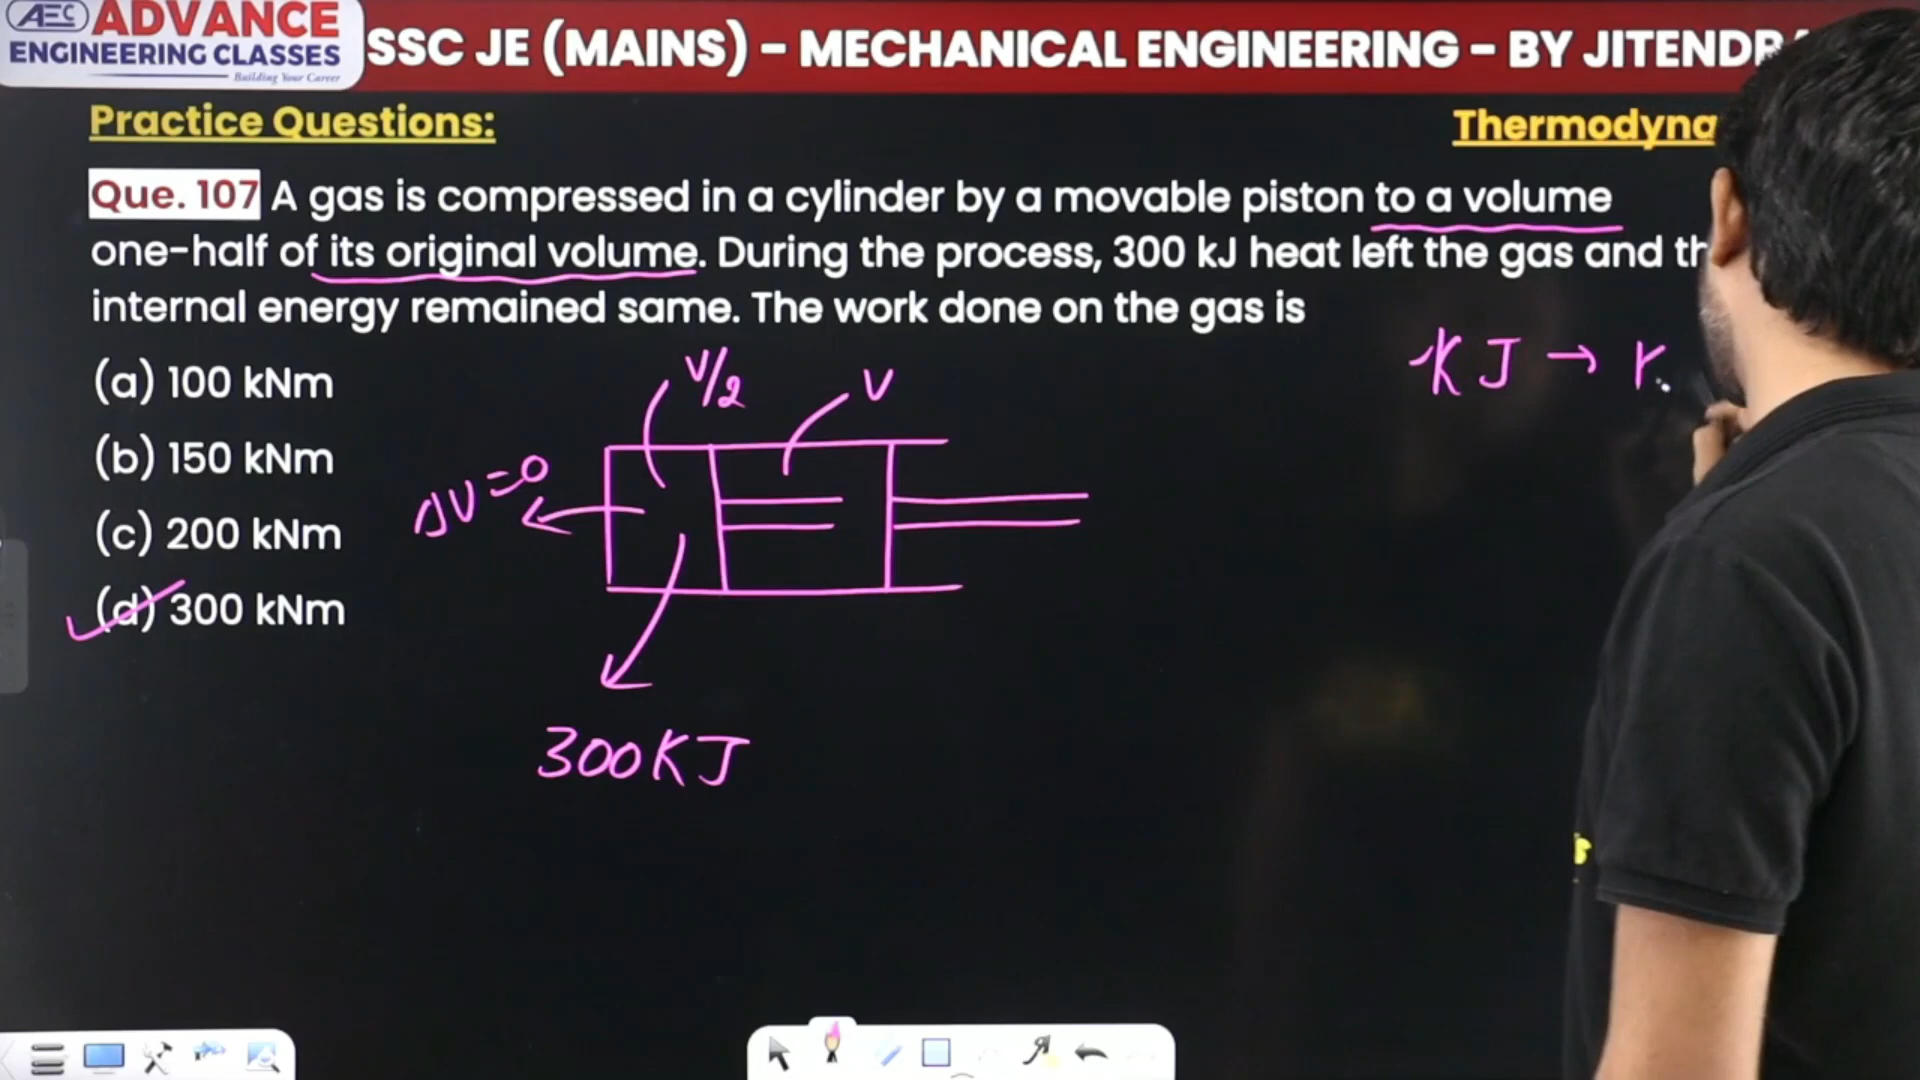 AEC ADVANCE
ENGINEERING CLASSES
Building Your Career
SSC JE (MAINS) - MECHANICAL ENGINEERING - BY JITENDRA
Practice Questions:
Thermodyna
Que. 107 A gas is compressed in a cylinder by a movable piston to a volume
one-half of its original volume. During the process, 300 kJ heat left the gas and th
internal energy remained same. The work done on the gas is
KJ → K
(a) 100 kNm
(b) 150 kNm
(c) 200 kNm
(d) 300 kNm
V/2
V
ΔU=0
300KJ